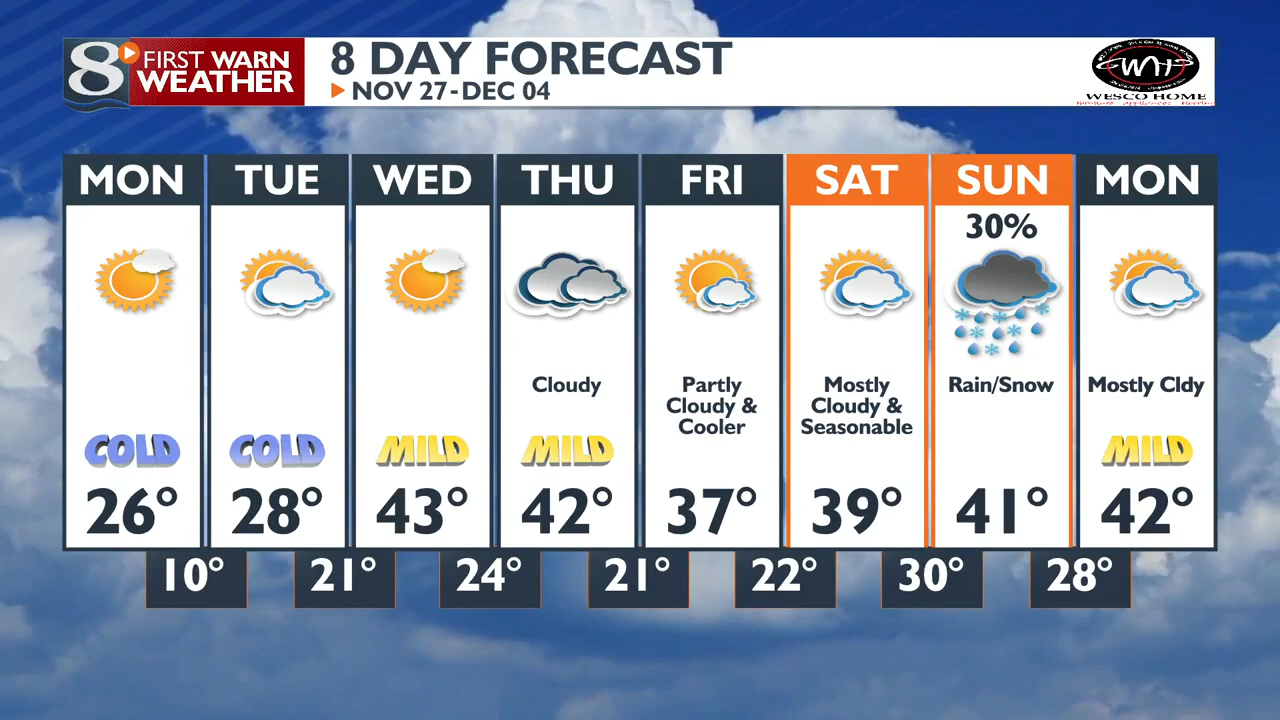 8
FIRST WARN
WEATHER
8 DAY FORECAST
NOV 27-DEC 04
WESCO HOME
MON TUE WED THU FRI SAT SUN MON
30%
Cloudy
Partly
Cloudy &
Cooler
Mostly
Cloudy &
Seasonable
Rain/Snow
Mostly Cldy
COLD COLD MILD MILD MILD
26° 28° 43° 42° 37° 39° 41° 42°
10° 21° 24° 21° 22° 30° 28°